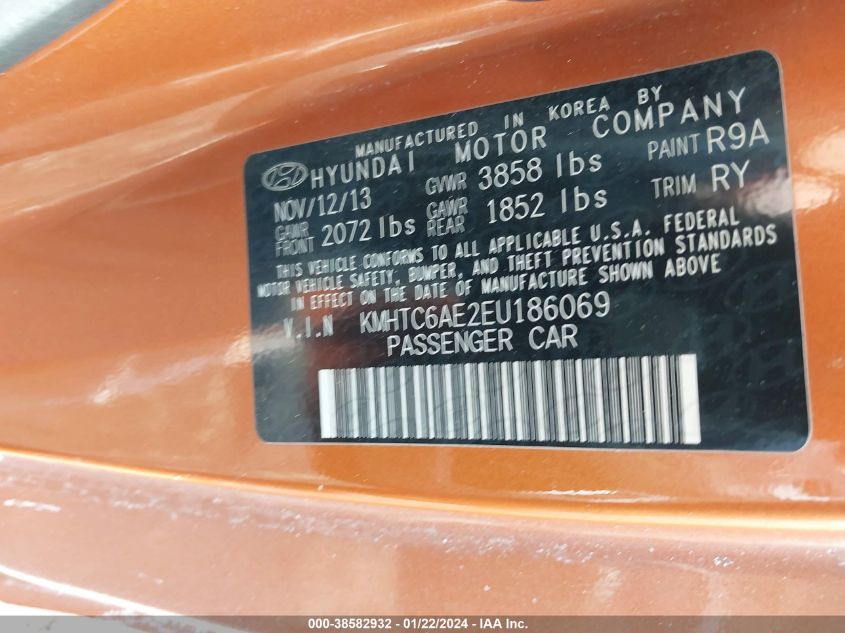 MANUFACTURED IN KOREA BY
HYUNDAI MOTOR COMPANY
NOV/12/13 GVWR 3858 lbs PAINT R9A
GAWR FRONT 2072 lbs GAWR REAR 1852 lbs TRIM RY
THIS VEHICLE CONFORMS TO ALL APPLICABLE U.S.A. FEDERAL
MOTOR VEHICLE SAFETY, BUMPER, AND THEFT PREVENTION STANDARDS
IN EFFECT ON THE DATE OF MANUFACTURE SHOWN ABOVE
V.I.N KMHTC6AE2EU186069
PASSENGER CAR
000-38582932 - 01/22/2024 - IAA Inc.